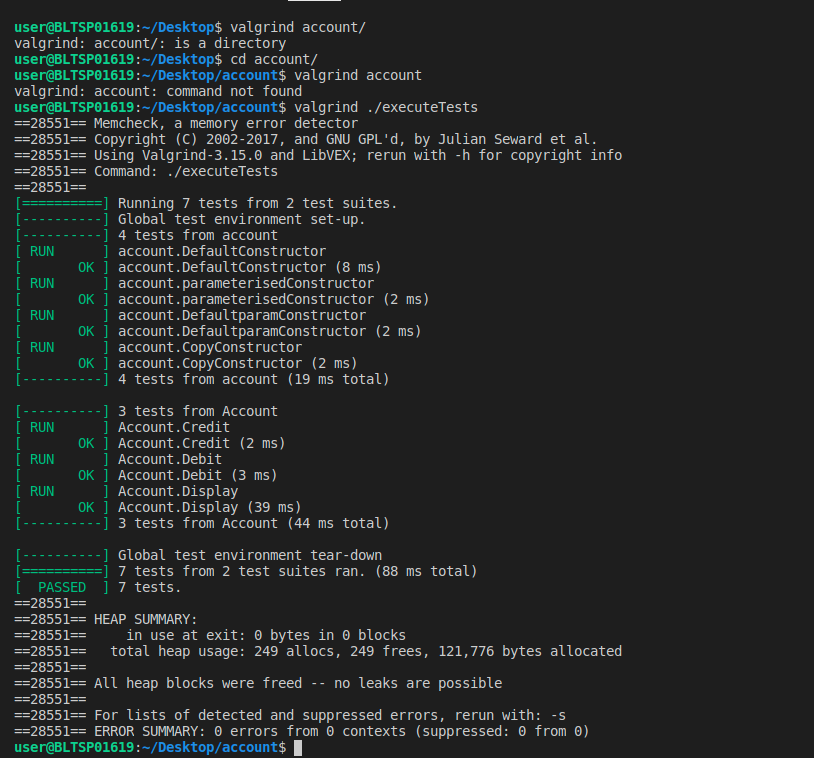 user@BLTSP01619:~/Desktop$ valgrind account/
valgrind: account/: is a directory
user@BLTSP01619:~/Desktop$ cd account/
user@BLTSP01619:~/Desktop/account$ valgrind account
valgrind: account: command not found
user@BLTSP01619:~/Desktop/account$ valgrind ./executeTests
==28551== Memcheck, a memory error detector
==28551== Copyright (C) 2002-2017, and GNU GPL'd, by Julian Seward et al.
==28551== Using Valgrind-3.15.0 and LibVEX; rerun with -h for copyright info
==28551== Command: ./executeTests
==28551==
[==========] Running 7 tests from 2 test suites.
[----------] Global test environment set-up.
[----------] 4 tests from account
[ RUN      ] account.DefaultConstructor
[       OK ] account.DefaultConstructor (8 ms)
[ RUN      ] account.parameterisedConstructor
[       OK ] account.parameterisedConstructor (2 ms)
[ RUN      ] account.DefaultparamConstructor
[       OK ] account.DefaultparamConstructor (2 ms)
[ RUN      ] account.CopyConstructor
[       OK ] account.CopyConstructor (2 ms)
[----------] 4 tests from account (19 ms total)

[----------] 3 tests from Account
[ RUN      ] Account.Credit
[       OK ] Account.Credit (2 ms)
[ RUN      ] Account.Debit
[       OK ] Account.Debit (3 ms)
[ RUN      ] Account.Display
[       OK ] Account.Display (39 ms)
[----------] 3 tests from Account (44 ms total)

[----------] Global test environment tear-down
[==========] 7 tests from 2 test suites ran. (88 ms total)
[  PASSED  ] 7 tests.
==28551==
==28551== HEAP SUMMARY:
==28551==     in use at exit: 0 bytes in 0 blocks
==28551==   total heap usage: 249 allocs, 249 frees, 121,776 bytes allocated
==28551==
==28551== All heap blocks were freed -- no leaks are possible
==28551==
==28551== For lists of detected and suppressed errors, rerun with: -s
==28551== ERROR SUMMARY: 0 errors from 0 contexts (suppressed: 0 from 0)
user@BLTSP01619:~/Desktop/account$